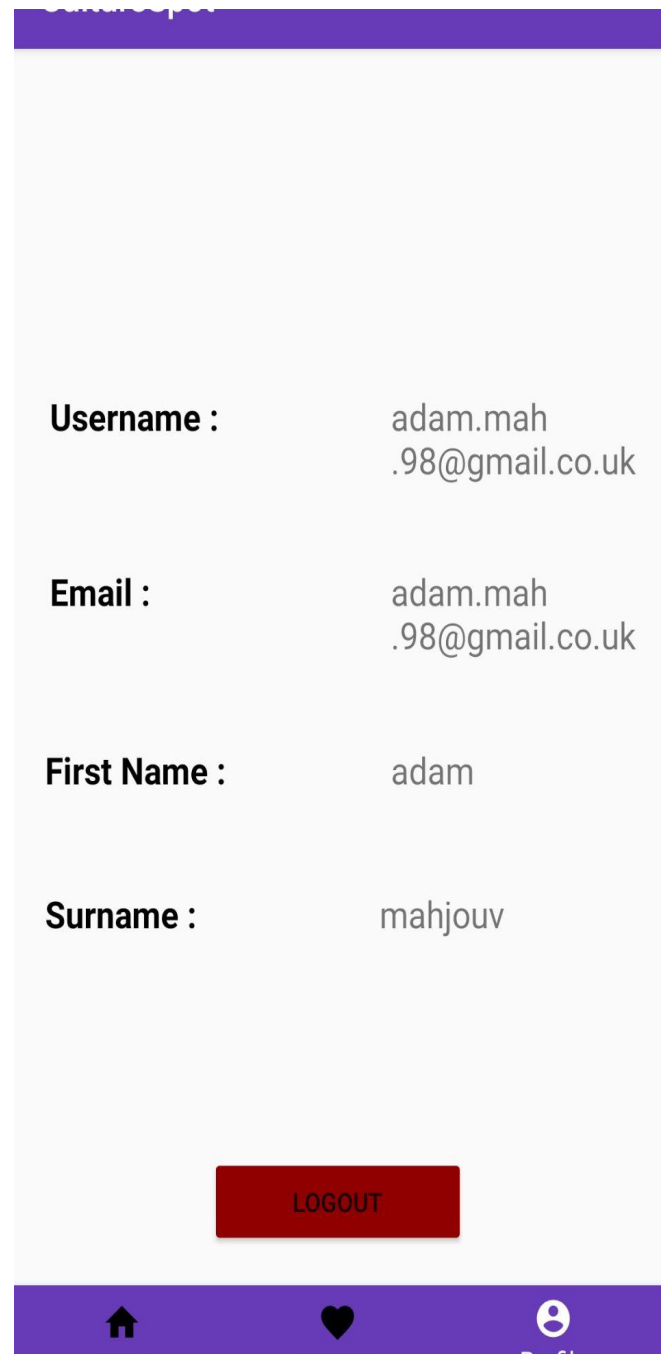 Username :
adam.mah
.98@gmail.co.uk
Email :
adam.mah
.98@gmail.co.uk
First Name :
adam
Surname :
mahjouv
LOGOUT